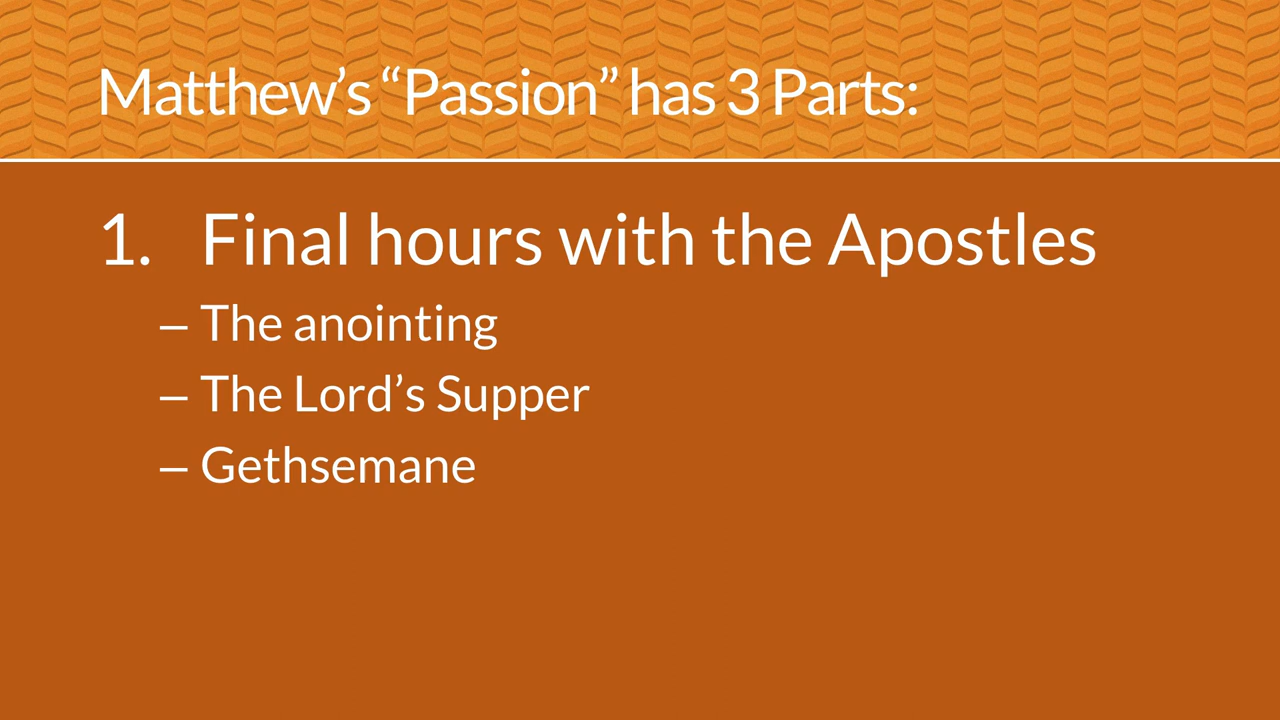 Matthew’s “Passion” has 3 Parts:
1. Final hours with the Apostles
– The anointing
– The Lord’s Supper
– Gethsemane